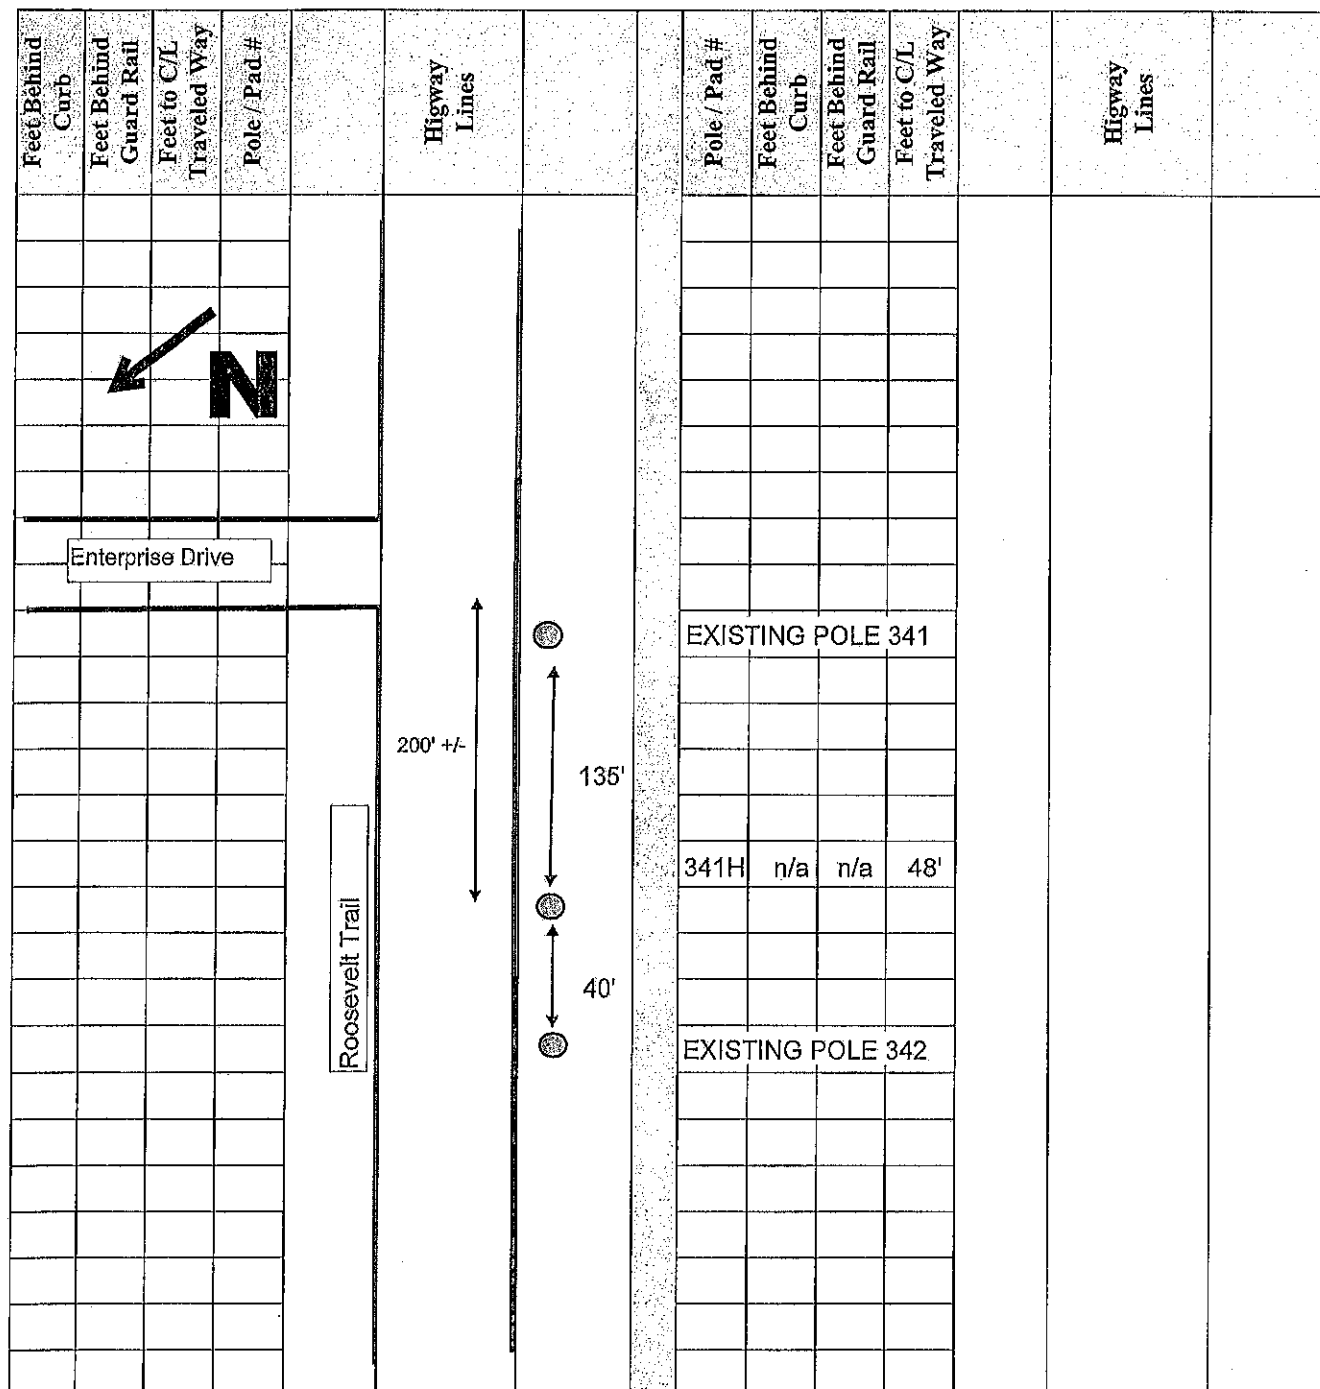 Feet Behind
Curb
Feet Behind
Guard Rail
Feet to C/L
Traveled Way
Pole / Pad #
Higway
Lines
Pole / Pad #
Feet Behind
Curb
Feet Behind
Guard Rail
Feet to C/L
Traveled Way
Higway
Lines
N
Enterprise Drive
EXISTING POLE 341
200' +/-
135'
341H n/a n/a 48'
Roosevelt Trail
40'
EXISTING POLE 342